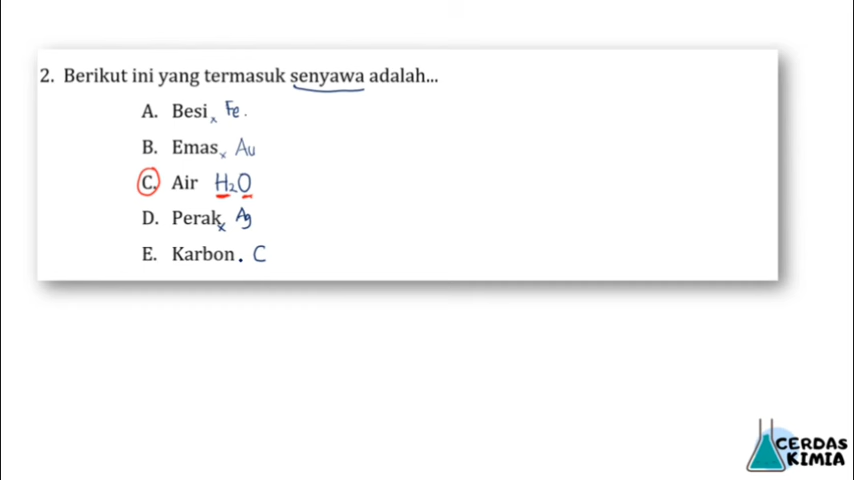 2. Berikut ini yang termasuk senyawa adalah...
A. Besi x Fe.
B. Emas x Au
C. Air H₂O
D. Perak x Ag
E. Karbon. C
CERDAS
KIMIA